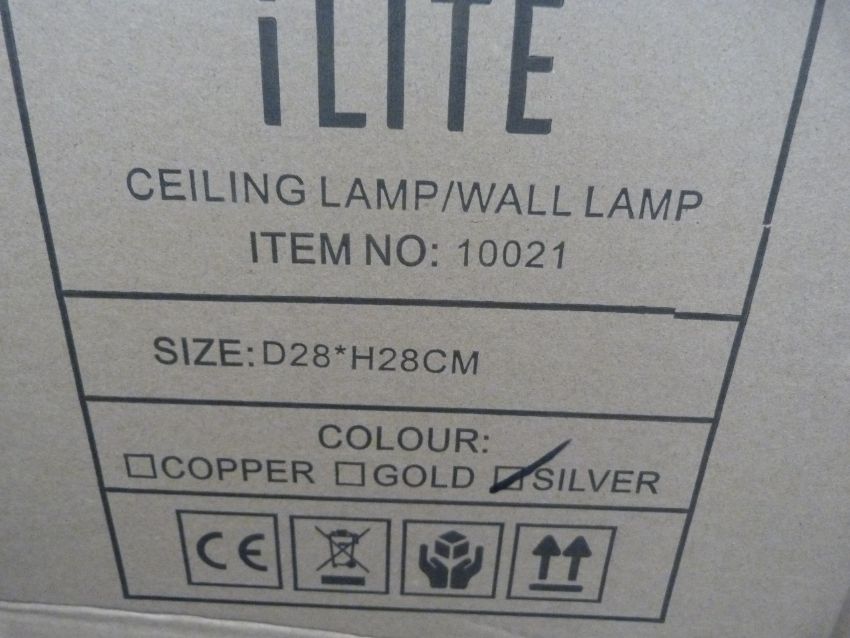 iLITE
CEILING LAMP/WALL LAMP
ITEM NO: 10021
SIZE:D28*H28CM
COLOUR:
COPPER GOLD SILVER
CE